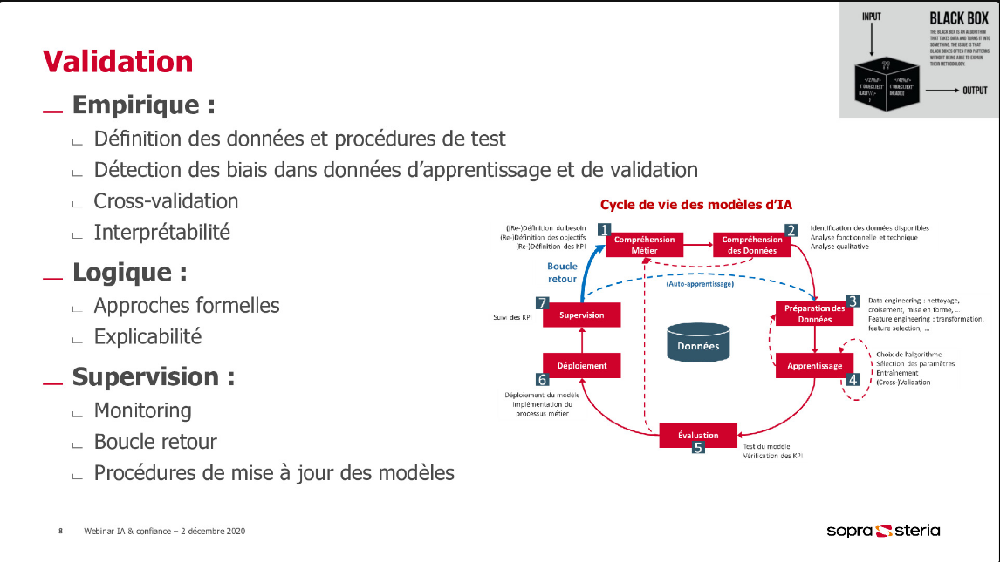 Validation
Empirique :
Définition des données et procédures de test
Détection des biais dans données d’apprentissage et de validation
Cross-validation
Interprétabilité
Logique :
Approches formelles
Explicabilité
Supervision :
Monitoring
Boucle retour
Procédures de mise à jour des modèles
INPUT
BLACK BOX
THE BLACK BOX IS AN ALGORITHM
THAT TAKES DATA AND TURNS IT INTO
SOMETHING. THE ISSUE IS THAT
BLACK BOXES OFTEN FIND PATTERNS
WITHOUT BEING ABLE TO EXPLAIN
THEIR METHODOLOGY.
??
OUTPUT
Cycle de vie des modèles d’IA
((Re-)Définition du besoin
(Re-)Définition des objectifs
(Re-)Définition des KPI
1
Compréhension
Métier
2
Compréhension
des Données
Identification des données disponibles
Analyse fonctionnelle et technique
Analyse qualitative
Boucle
retour
(Auto-apprentissage)
3
Préparation des
Données
Data engineering : nettoyage,
croisement, mise en forme, …
Feature engineering : transformation,
feature selection, …
7
Supervision
Suivi des KPI
Données
Apprentissage
4
Choix de l’algorithme
Sélection des paramètres
Entraînement
(Cross-)Validation
Déploiement
6
Déploiement du modèle
Implémentation du
processus métier
Évaluation
5
Test du modèle
Vérification des KPI
8 Webinar IA & confiance – 2 décembre 2020
sopra steria